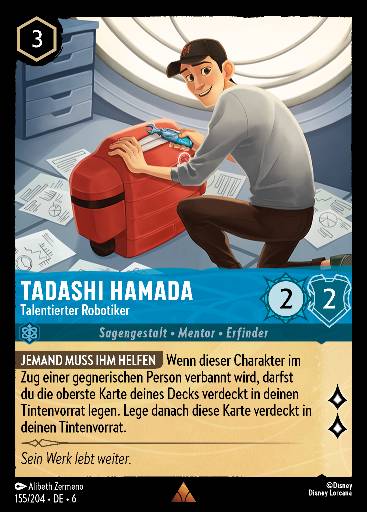 3
TADASHI HAMADA
Talentierter Robotiker
2
2
Sagengestalt • Mentor • Erfinder
JEMAND MUSS IHM HELFEN Wenn dieser Charakter im
Zug einer gegnerischen Person verbannt wird, darfst
du die oberste Karte deines Decks verdeckt in deinen
Tintenvorrat legen. Lege danach diese Karte verdeckt in
deinen Tintenvorrat.
Sein Werk lebt weiter.
Alibeth Zermeno
©Disney
155/204 • DE • 6
Disney Lorcana